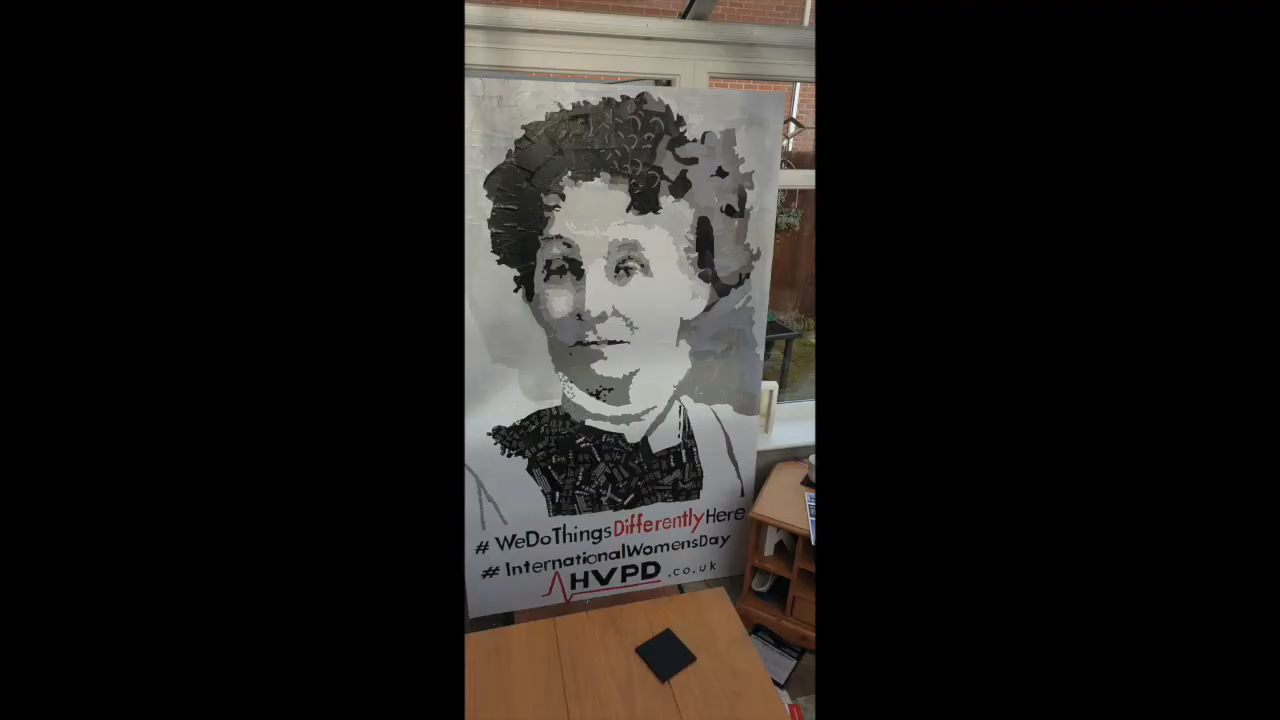 # WeDoThingsDifferentlyHere
# InternationalWomensDay
HVPD.co.uk